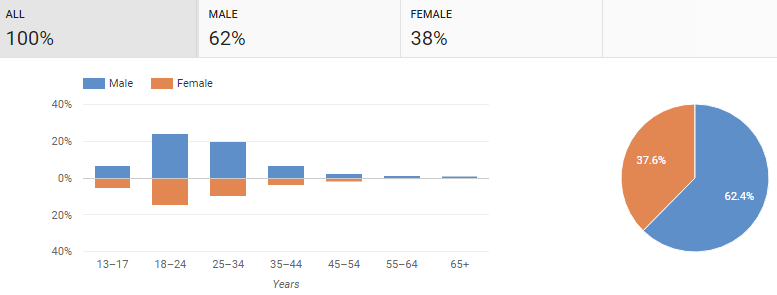 ALL MALE FEMALE
100% 62% 38%
Male Female
40%
20%
0%
20%
40%
13–17 18–24 25–34 35–44 45–54 55–64 65+
Years
37.6%
62.4%